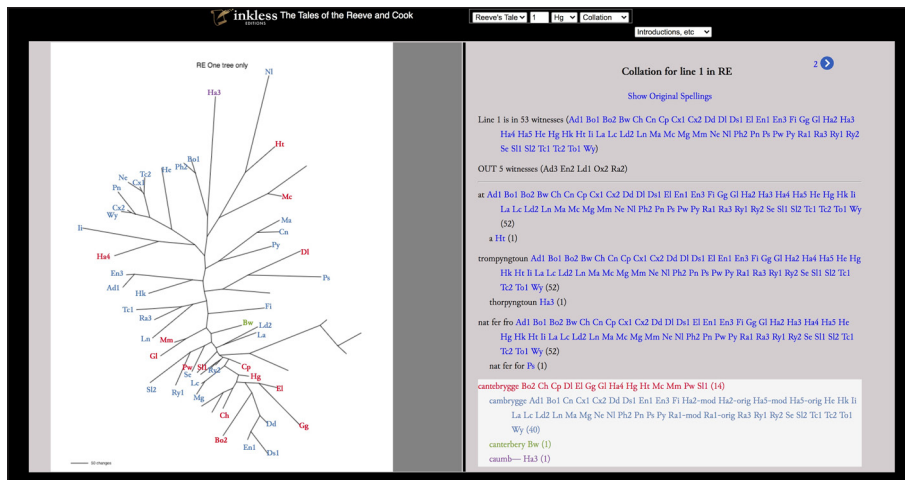 inkless The Tales of the Reeve and Cook
EDITIONS
Reeve's Tale 1 Hg Collation
Introductions, etc
RE One tree only
Nl
Ha3
Ht
Bo1
Ph2
He
Tc2
Ne
Cx1
Pn
Mc
Cx2
Wy
Ma
Cn
Ii
Py
Ha4
Dl
En3
Ps
Ad1
Hk
Tc1
Fi
Ra3
Bw
Ld2
Ln
Mm
La
Gl
Pw
Sl1
Cp
Se
Ry2
Hg
Sl2
Ry1
Lc
El
Mg
Ch
Dd
Gg
Bo2
En1
Ds1
50 changes
2
Collation for line 1 in RE
Show Original Spellings
Line 1 is in 53 witnesses (Ad1 Bo1 Bo2 Bw Ch Cn Cp Cx1 Cx2 Dd Dl Ds1 El En1 En3 Fi Gg Gl Ha2 Ha3
Ha4 Ha5 He Hg Hk Ht Ii La Lc Ld2 Ln Ma Mc Mg Mm Ne Nl Ph2 Pn Ps Pw Py Ra1 Ra3 Ry1 Ry2
Se Sl1 Sl2 Tc1 Tc2 To1 Wy)
OUT 5 witnesses (Ad3 En2 Ld1 Ox2 Ra2)
at Ad1 Bo1 Bo2 Bw Ch Cn Cp Cx1 Cx2 Dd Dl Ds1 El En1 En3 Fi Gg Gl Ha2 Ha3 Ha4 Ha5 He Hg Hk Ii
La Lc Ld2 Ln Ma Mc Mg Mm Ne Nl Ph2 Pn Ps Pw Py Ra1 Ra3 Ry1 Ry2 Se Sl1 Sl2 Tc1 Tc2 To1 Wy
(52)
a Ht (1)
trompyngtoun Ad1 Bo1 Bo2 Bw Ch Cn Cp Cx1 Cx2 Dd Dl Ds1 El En1 En3 Fi Gg Gl Ha2 Ha4 Ha5 He Hg
Hk Ht Ii La Lc Ld2 Ln Ma Mc Mg Mm Ne Nl Ph2 Pn Ps Pw Py Ra1 Ra3 Ry1 Ry2 Se Sl1 Sl2 Tc1
Tc2 To1 Wy (52)
thorpyngtoun Ha3 (1)
nat fer fro Ad1 Bo1 Bo2 Bw Ch Cn Cp Cx1 Cx2 Dd Dl Ds1 El En1 En3 Fi Gg Gl Ha2 Ha3 Ha4 Ha5 He
Hg Hk Ht Ii La Lc Ld2 Ln Ma Mc Mg Mm Ne Nl Ph2 Pn Pw Py Ra1 Ra3 Ry1 Ry2 Se Sl1 Sl2 Tc1
Tc2 To1 Wy (52)
nat fer for Ps (1)
cantebrygge Bo2 Ch Cp Dl El Gg Gl Ha4 Hg Ht Mc Mm Pw Sl1 (14)
cambrygge Ad1 Bo1 Cn Cx1 Cx2 Dd Ds1 En1 En3 Fi Ha2-mod Ha2-orig Ha5-mod Ha5-orig He Hk Ii
La Lc Ld2 Ln Ma Mg Ne Nl Ph2 Pn Ps Py Ra1-mod Ra1-orig Ra3 Ry1 Ry2 Se Sl2 Tc1 Tc2 To1
Wy (40)
canterbery Bw (1)
caumb— Ha3 (1)